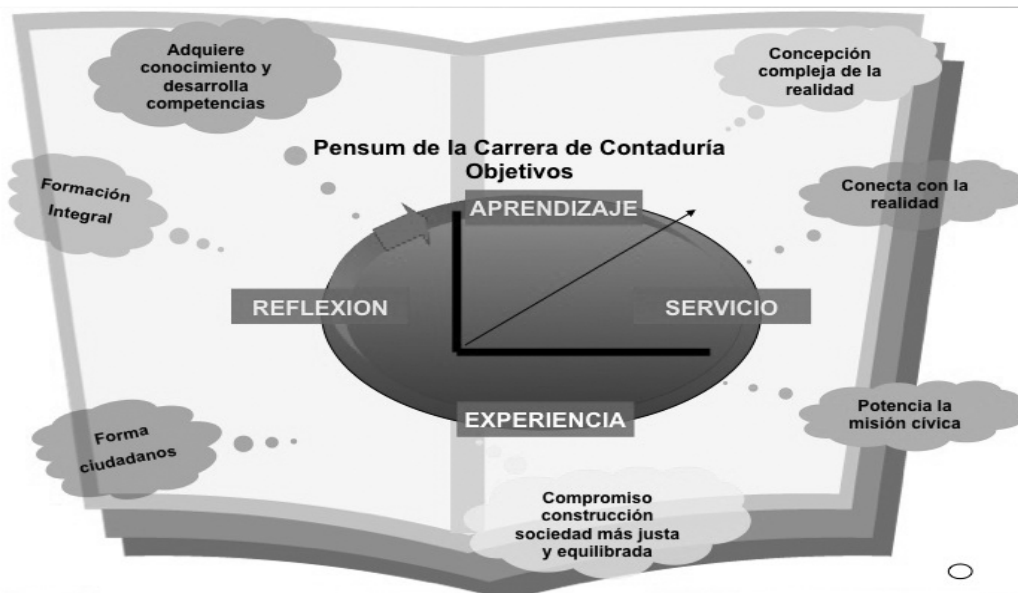 Adquiere
conocimiento y
desarrolla
competencias
Concepción
compleja de la
realidad
Pensum de la Carrera de Contaduría
Objetivos
Formación
Integral
Conecta con la
realidad
APRENDIZAJE
REFLEXION
SERVICIO
EXPERIENCIA
Forma
ciudadanos
Potencia la
misión cívica
Compromiso
construcción
sociedad más justa
y equilibrada